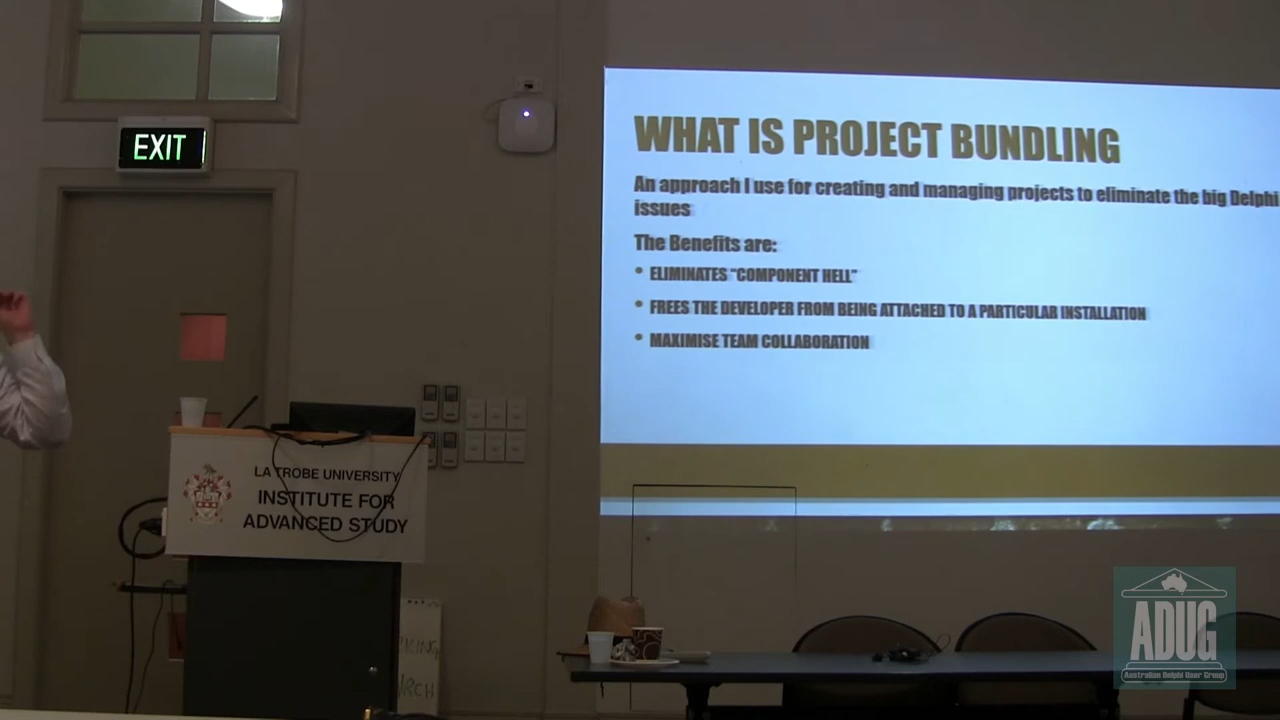 EXIT
WHAT IS PROJECT BUNDLING
An approach I use for creating and managing projects to eliminate the big Delphi
issues
The Benefits are:
• ELIMINATES "COMPONENT HELL"
• FREES THE DEVELOPER FROM BEING ATTACHED TO A PARTICULAR INSTALLATION
• MAXIMISE TEAM COLLABORATION
LA TROBE UNIVERSITY
INSTITUTE FOR
ADVANCED STUDY
ADUG
Australian Delphi User Group